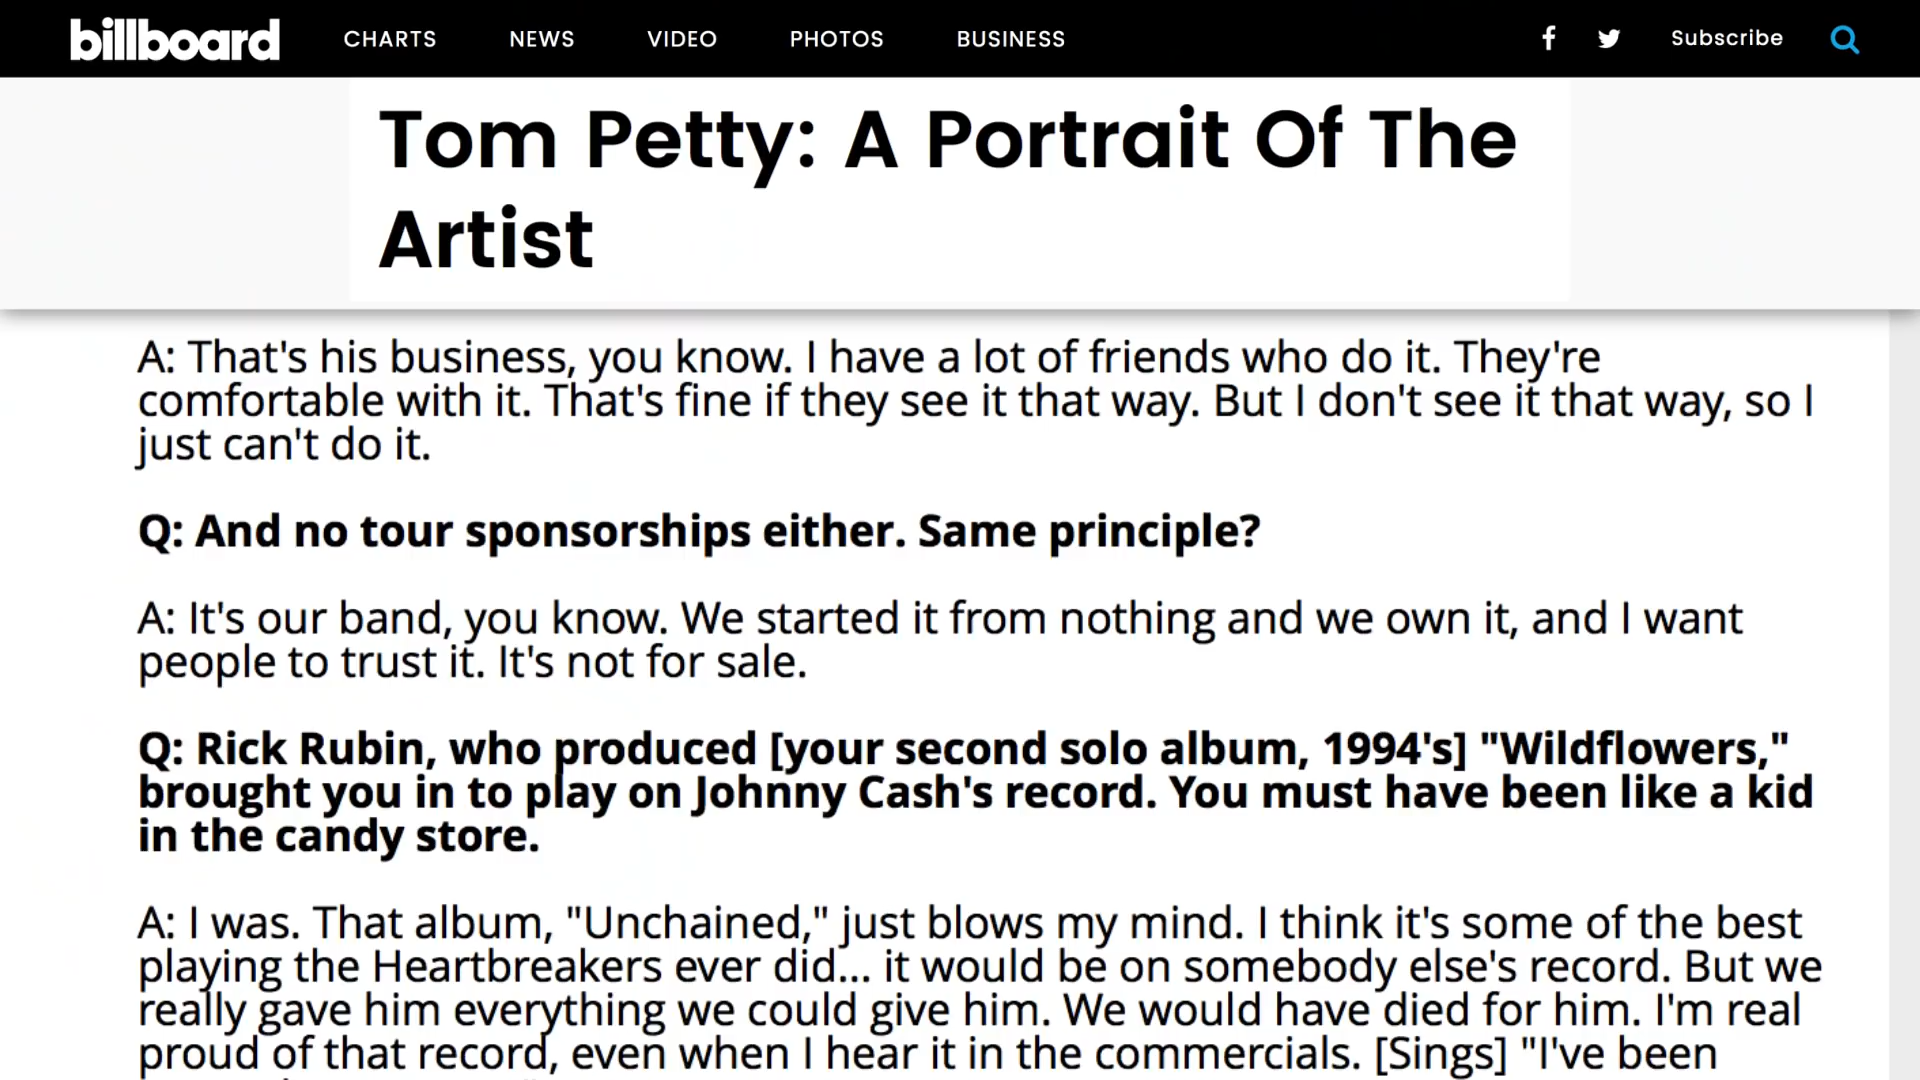 billboard CHARTS NEWS VIDEO PHOTOS BUSINESS Subscribe
Tom Petty: A Portrait Of The
Artist
A: That's his business, you know. I have a lot of friends who do it. They're
comfortable with it. That's fine if they see it that way. But I don't see it that way, so I
just can't do it.
Q: And no tour sponsorships either. Same principle?
A: It's our band, you know. We started it from nothing and we own it, and I want
people to trust it. It's not for sale.
Q: Rick Rubin, who produced [your second solo album, 1994's] "Wildflowers,"
brought you in to play on Johnny Cash's record. You must have been like a kid
in the candy store.
A: I was. That album, "Unchained," just blows my mind. I think it's some of the best
playing the Heartbreakers ever did... it would be on somebody else's record. But we
really gave him everything we could give him. We would have died for him. I'm real
proud of that record, even when I hear it in the commercials. [Sings] "I've been